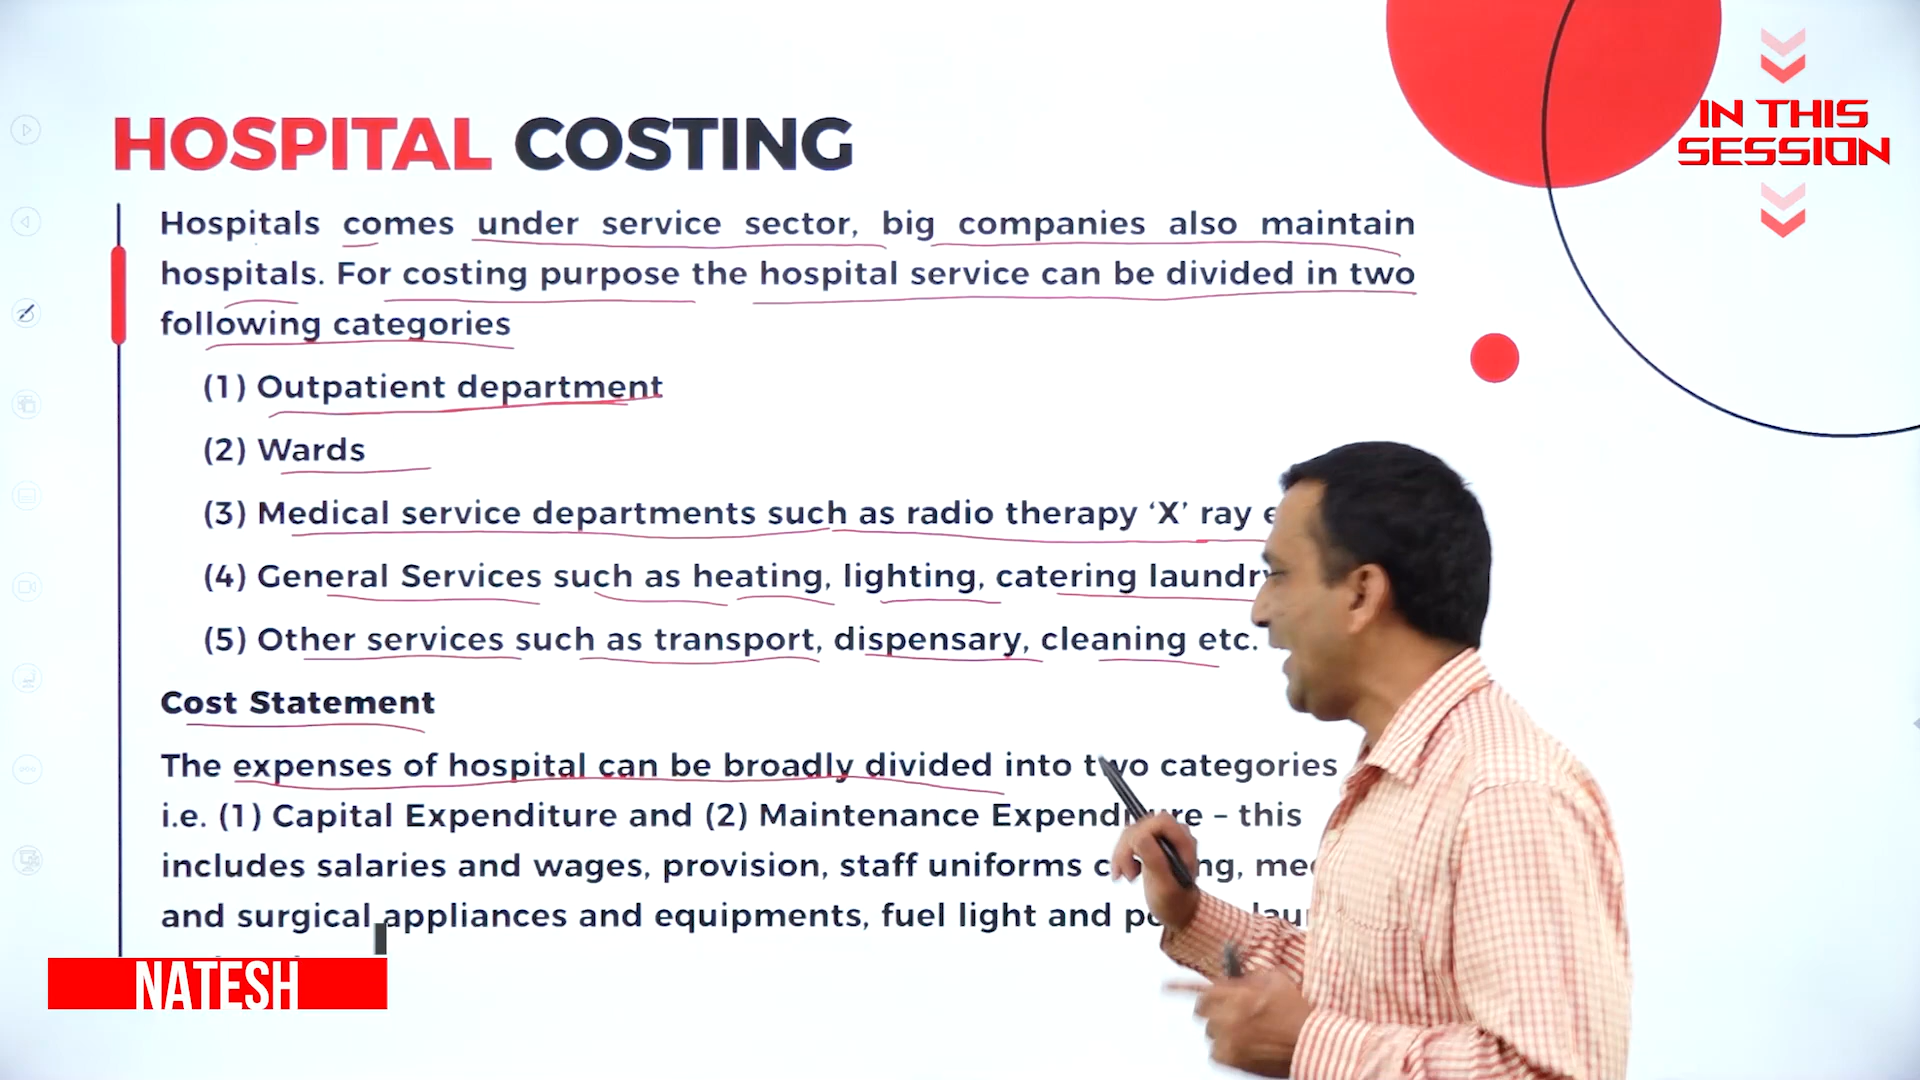 HOSPITAL COSTING
IN THIS
SESSION
Hospitals comes under service sector, big companies also maintain
hospitals. For costing purpose the hospital service can be divided in two
following categories
(1) Outpatient department
(2) Wards
(3) Medical service departments such as radio therapy ‘X’ ray
(4) General Services such as heating, lighting, catering laundry
(5) Other services such as transport, dispensary, cleaning etc.
Cost Statement
The expenses of hospital can be broadly divided into two categories
i.e. (1) Capital Expenditure and (2) Maintenance Expenditure – this
includes salaries and wages, provision, staff uniforms
and surgical appliances and equipments, fuel light and
NATESH